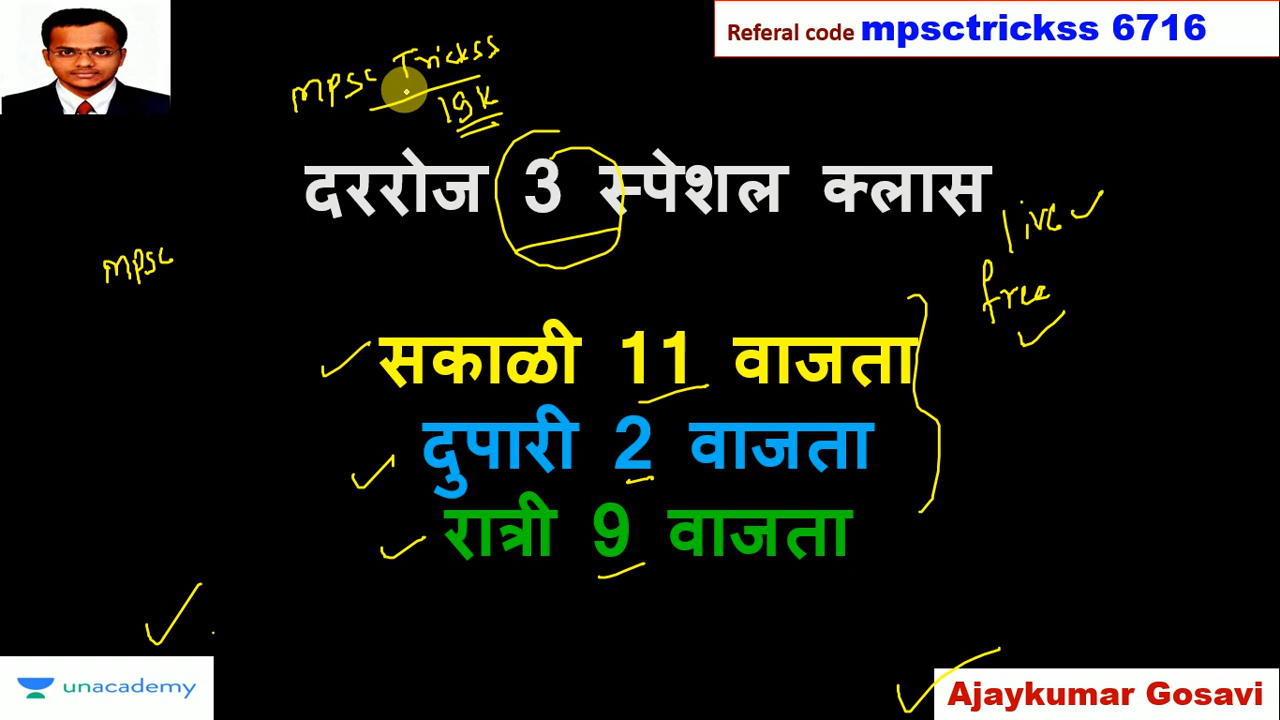 Referal code mpsctrickss 6716
MPSC Trickss
19K
दररोज 3 स्पेशल क्लास
live
mpsc
free
सकाळी 11 वाजता
दुपारी 2 वाजता
रात्री 9 वाजता
unacademy
Ajaykumar Gosavi